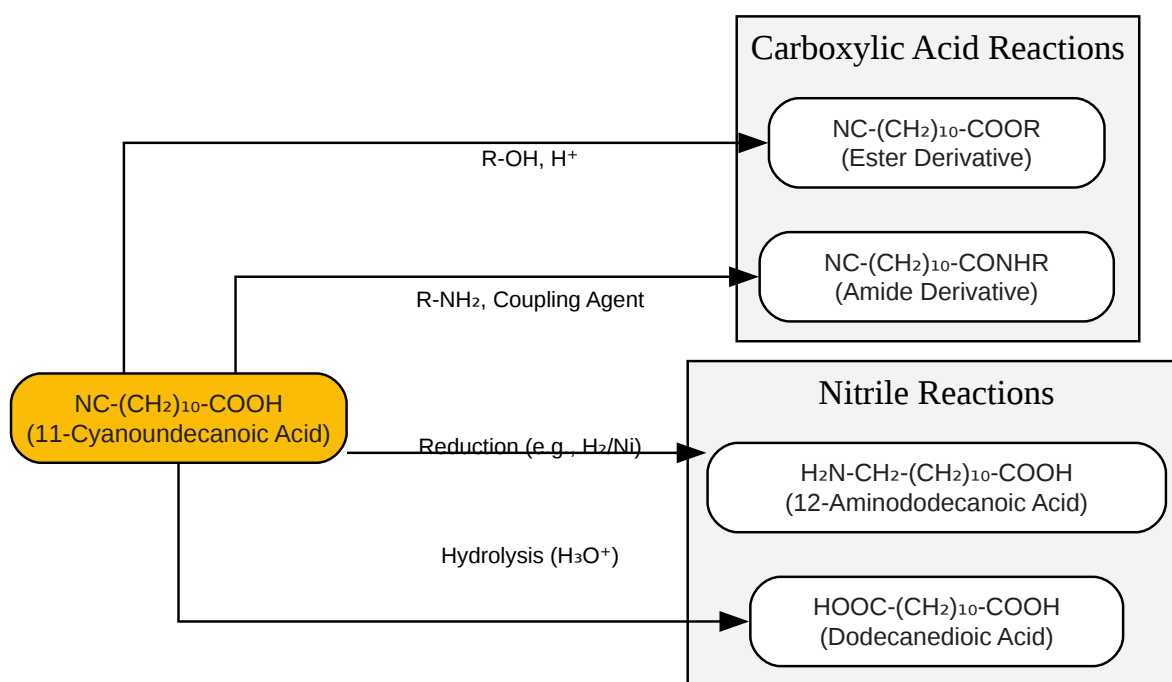 Carboxylic Acid Reactions
NC-(CH₂)₁₀-COOR
(Ester Derivative)
R-OH, H⁺
NC-(CH₂)₁₀-CONHR
(Amide Derivative)
R-NH₂, Coupling Agent
NC-(CH₂)₁₀-COOH
(11-Cyanoundecanoic Acid)
Nitrile Reactions
Reduction (e.g., H₂/Ni)
H₂N-CH₂-(CH₂)₁₀-COOH
(12-Aminododecanoic Acid)
Hydrolysis (H₃O⁺)
HOOC-(CH₂)₁₀-COOH
(Dodecanedioic Acid)